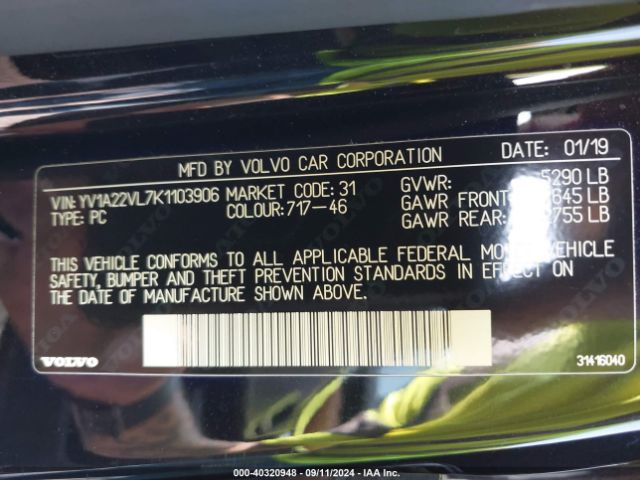 MFD BY VOLVO CAR CORPORATION DATE: 01/19
VIN: YV1A22VL7K1103906 MARKET CODE: 31 GVWR: 5290 LB
TYPE: PC COLOUR: 717-46 GAWR FRONT: 645 LB
GAWR REAR: 755 LB
THIS VEHICLE CONFORMS TO ALL APPLICABLE FEDERAL MOTOR VEHICLE
SAFETY, BUMPER AND THEFT PREVENTION STANDARDS IN EFFECT ON
THE DATE OF MANUFACTURE SHOWN ABOVE.
VOLVO 31416040
000-40320948 - 09/11/2024 - IAA Inc.